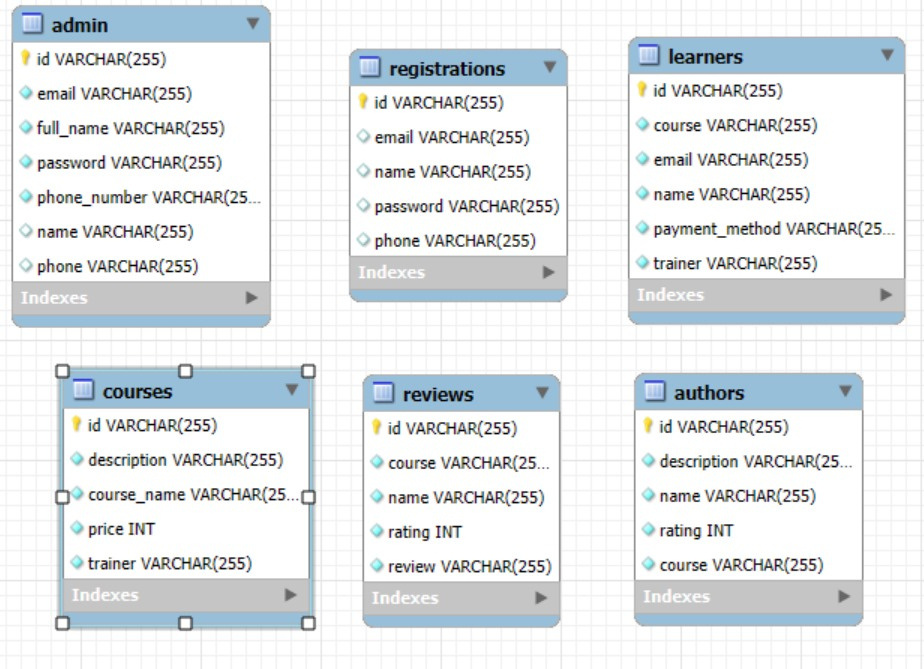 admin
id VARCHAR(255)
email VARCHAR(255)
full_name VARCHAR(255)
password VARCHAR(255)
phone_number VARCHAR(25...
name VARCHAR(255)
phone VARCHAR(255)
Indexes
registrations
id VARCHAR(255)
email VARCHAR(255)
name VARCHAR(255)
password VARCHAR(255)
phone VARCHAR(255)
Indexes
learners
id VARCHAR(255)
course VARCHAR(255)
email VARCHAR(255)
name VARCHAR(255)
payment_method VARCHAR(25...
trainer VARCHAR(255)
Indexes
courses
id VARCHAR(255)
description VARCHAR(255)
course_name VARCHAR(25...
price INT
trainer VARCHAR(255)
Indexes
reviews
id VARCHAR(255)
course VARCHAR(25...
name VARCHAR(255)
rating INT
review VARCHAR(255)
Indexes
authors
id VARCHAR(255)
description VARCHAR(25...
name VARCHAR(255)
rating INT
course VARCHAR(255)
Indexes